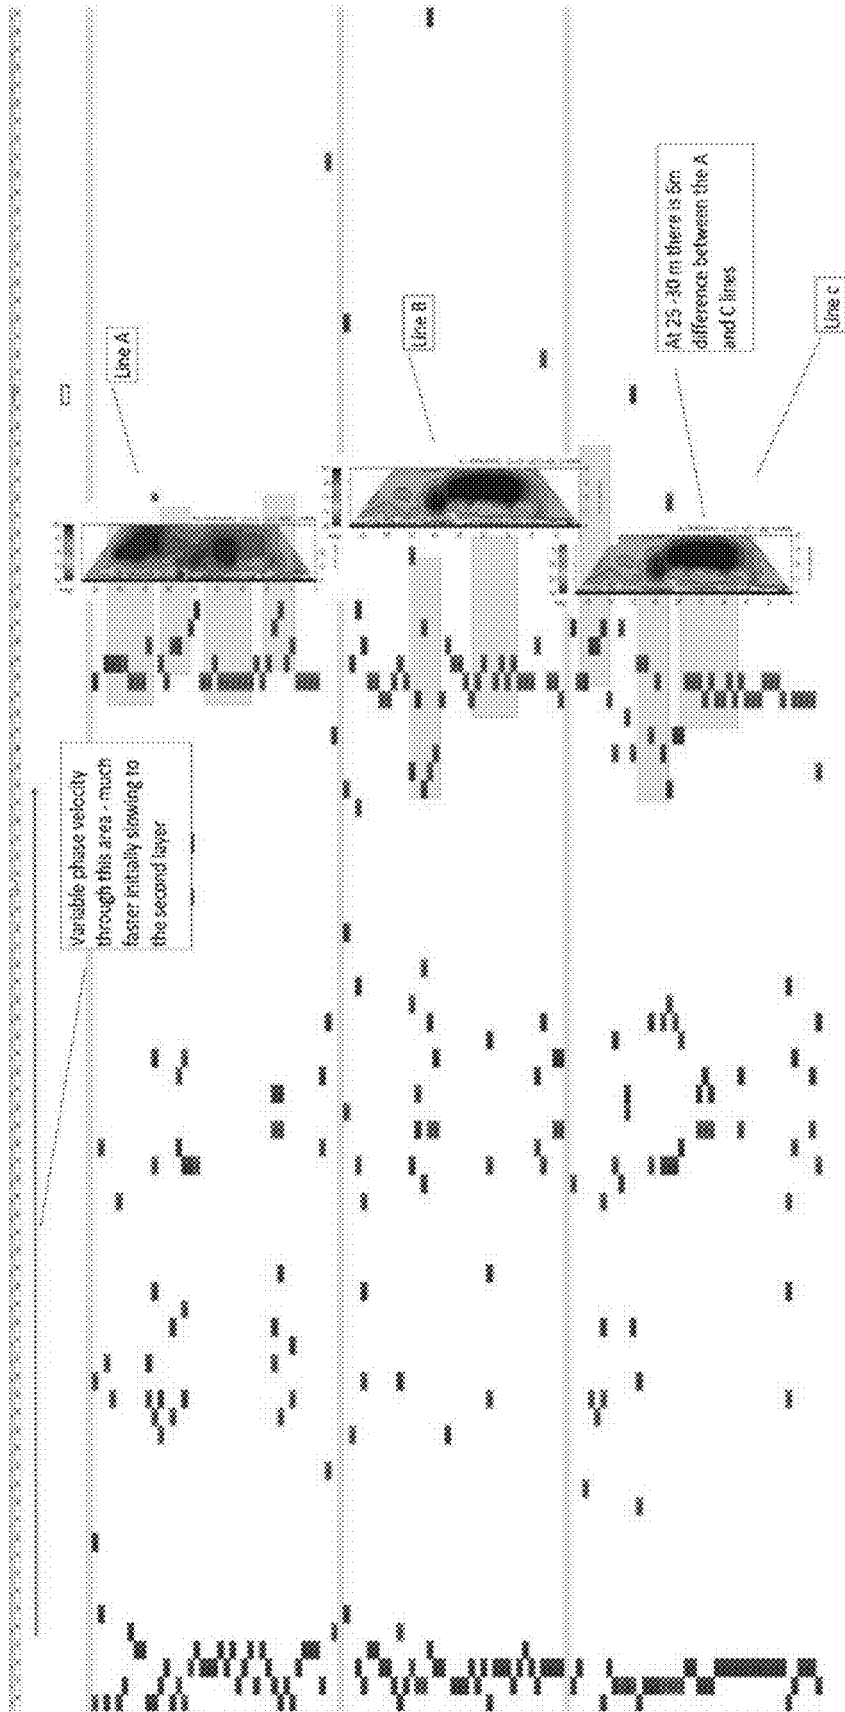 Line A
Line B
At 25 -30 m there is 5m
difference between the A
and C lines
Line C
Variable phase velocity
through this area - much
faster initially slowing to
the second layer